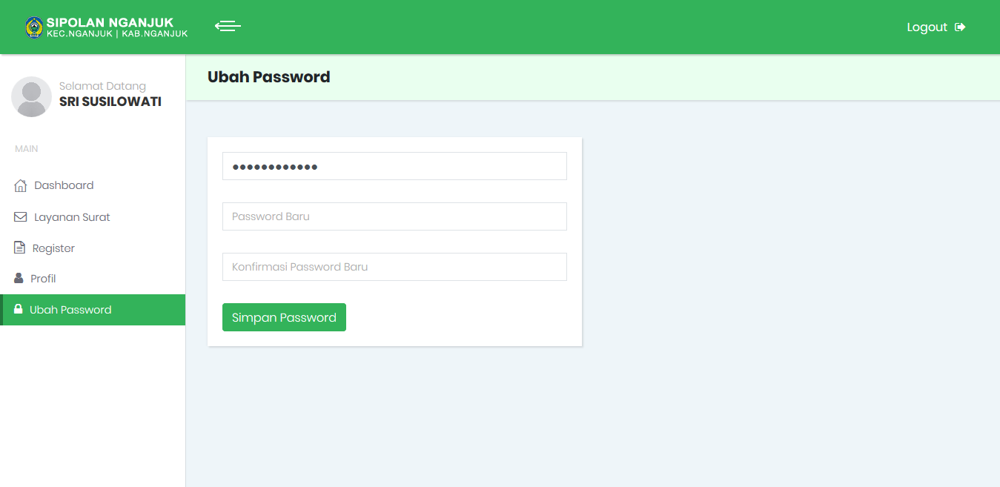 SIPOLAN NGANJUK
KEC.NGANJUK | KAB.NGANJUK
Logout
Selamat Datang
SRI SUSILOWATI
MAIN
Dashboard
Layanan Surat
Register
Profil
Ubah Password
Ubah Password
●●●●●●●●●●●●
Password Baru
Konfirmasi Password Baru
Simpan Password